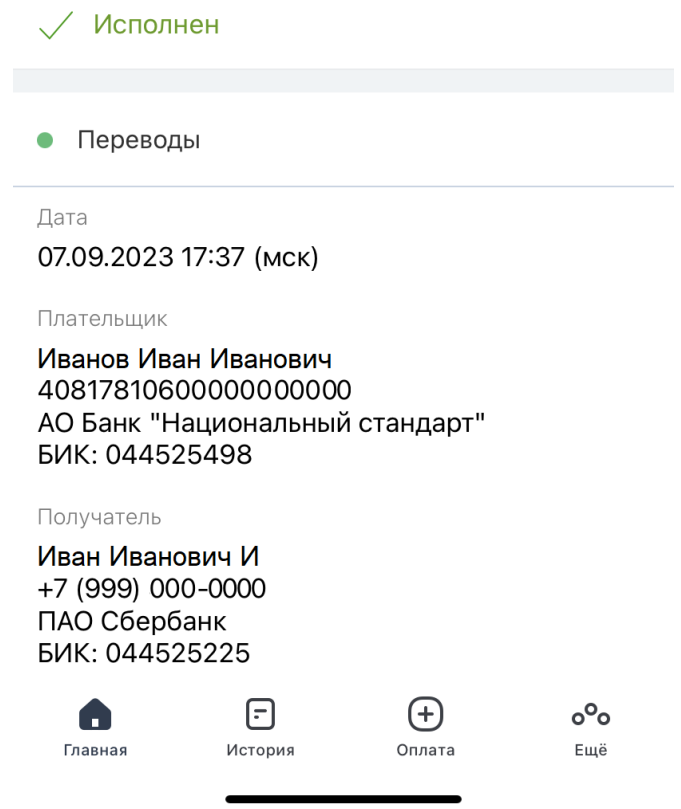 Исполнен
Переводы
Дата
07.09.2023 17:37 (мск)
Плательщик
Иванов Иван Иванович
40817810600000000000
АО Банк "Национальный стандарт"
БИК: 044525498
Получатель
Иван Иванович И
+7 (999) 000-0000
ПАО Сбербанк
БИК: 044525225
Главная История Оплата Ещё